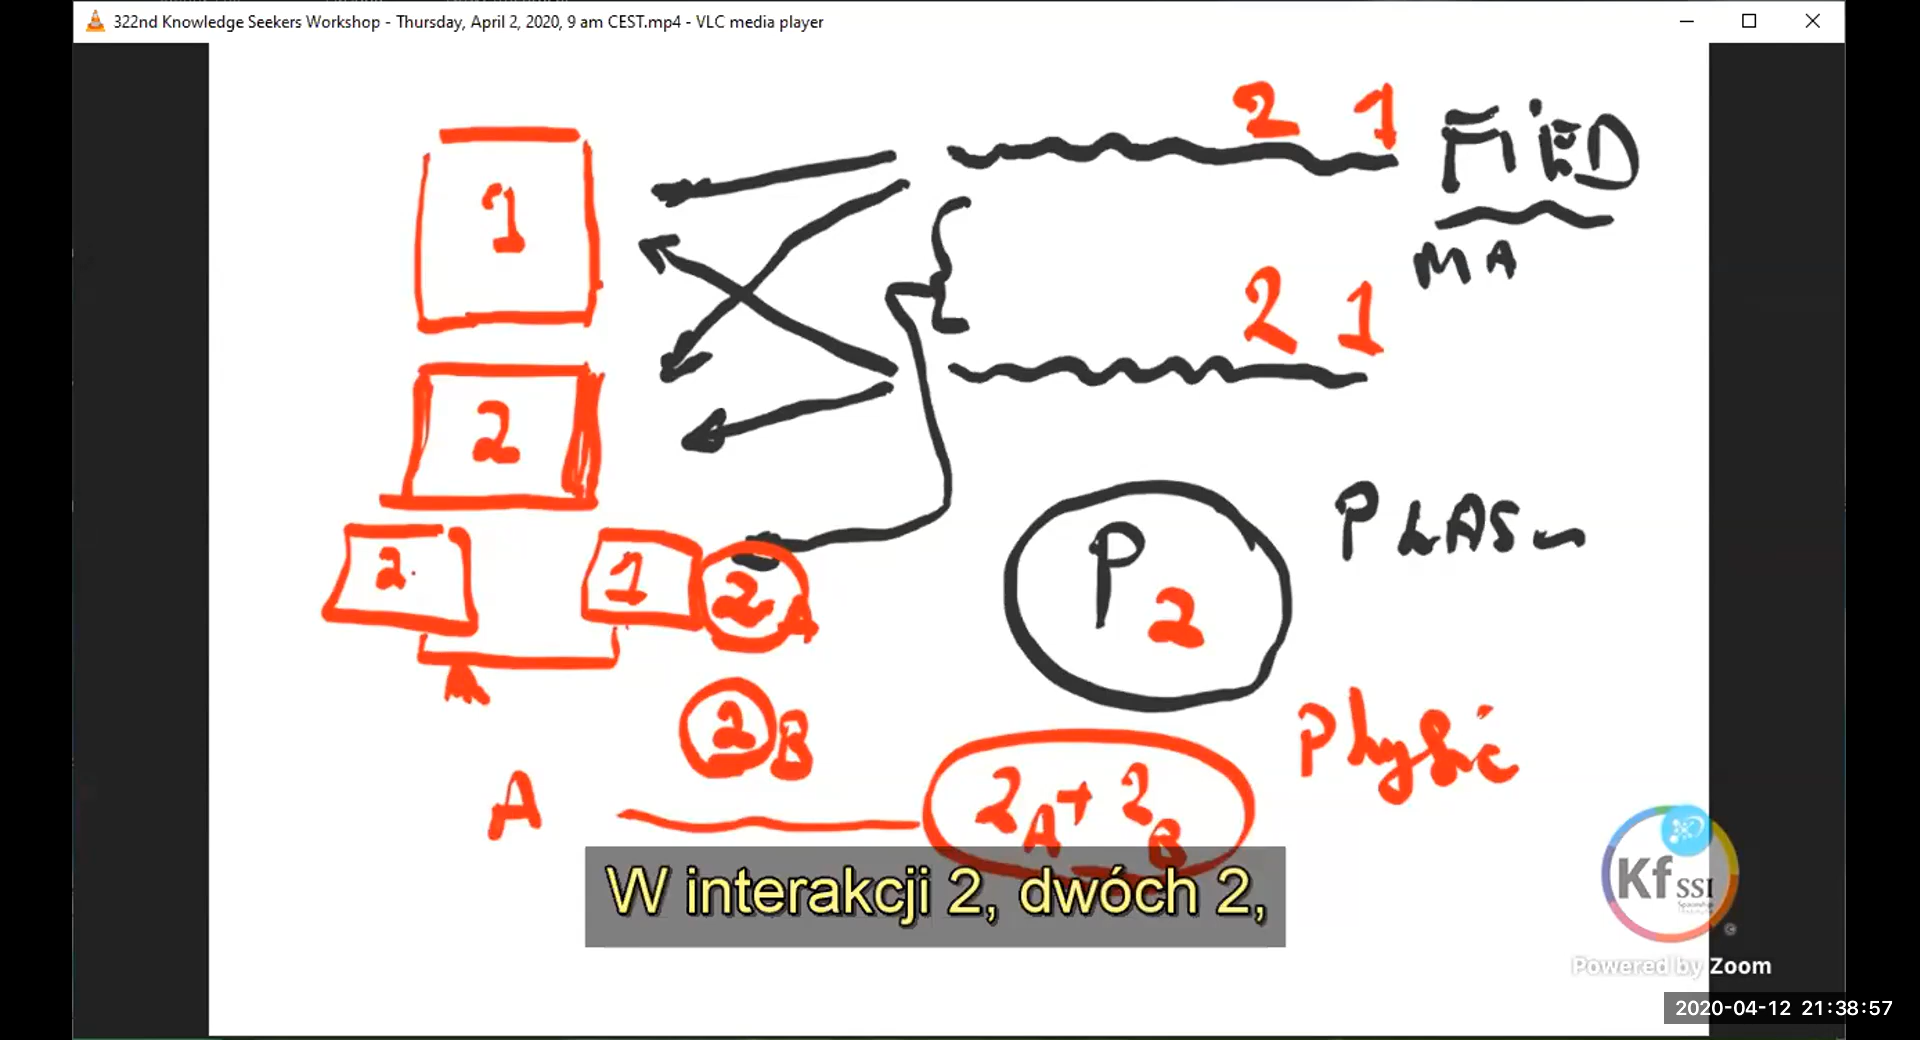 322nd Knowledge Seekers Workshop - Thursday, April 2, 2020, 9 am CEST.mp4 - VLC media player
2 1
FiED
1
MA
2 1
2
PLAS
2
1
2A
P
2
2B
Physic
A
2A + 2B
W interakcji 2, dwóch 2,
Kf SSI
Powered by Zoom
2020-04-12 21:38:57